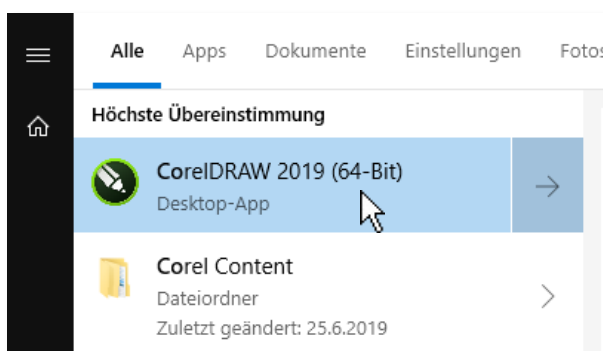 Alle Apps Dokumente Einstellungen Fotos
Höchste Übereinstimmung
CorelDRAW 2019 (64-Bit)
Desktop-App
Corel Content
Dateiordner
Zuletzt geändert: 25.6.2019